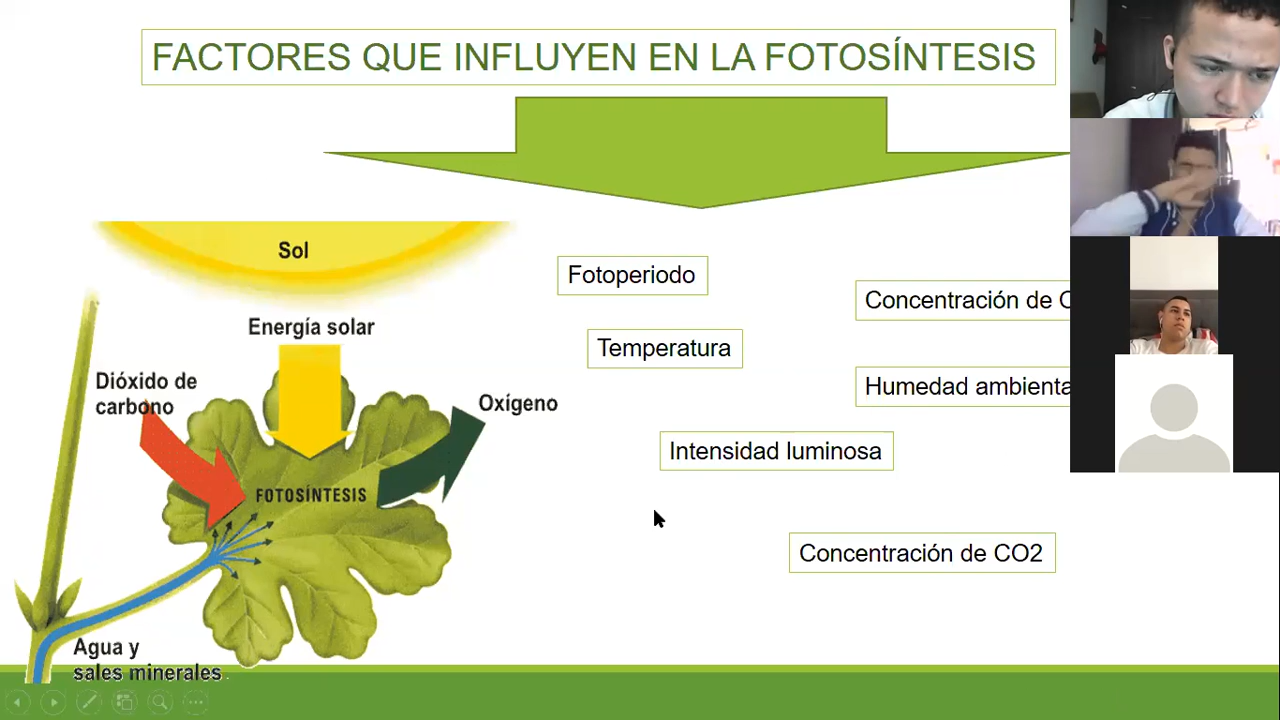 FACTORES QUE INFLUYEN EN LA FOTOSÍNTESIS
Sol
Energía solar
Dióxido de
carbono
Oxígeno
FOTOSÍNTESIS
Agua y
sales minerales
Fotoperiodo
Concentración de
Temperatura
Humedad ambienta
Intensidad luminosa
Concentración de CO2